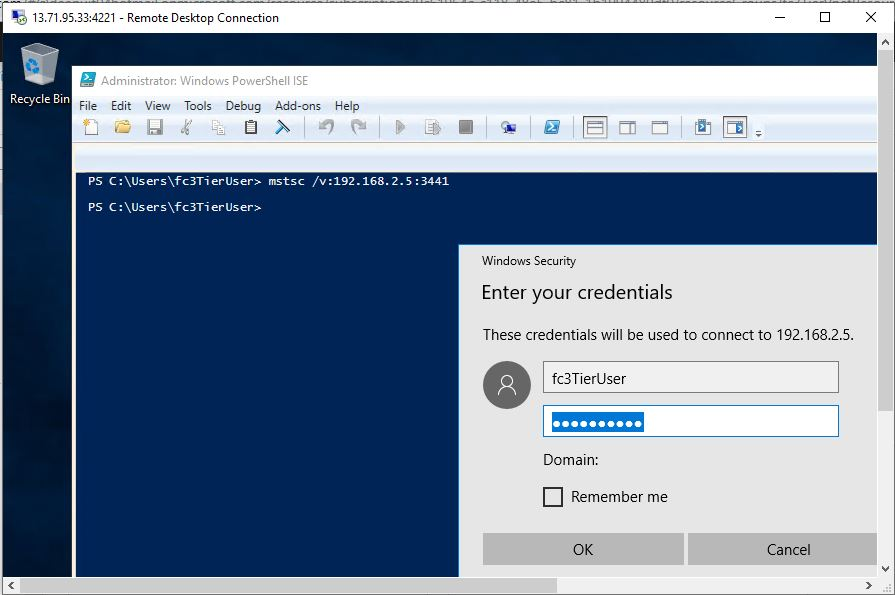 13.71.95.33:4221 - Remote Desktop Connection
Recycle Bin
Administrator: Windows PowerShell ISE
File Edit View Tools Debug Add-ons Help
PS C:\Users\fc3TierUser> mstsc /v:192.168.2.5:3441
PS C:\Users\fc3TierUser>
Windows Security
Enter your credentials
These credentials will be used to connect to 192.168.2.5.
fc3TierUser
••••••••••
Domain:
Remember me
OK Cancel